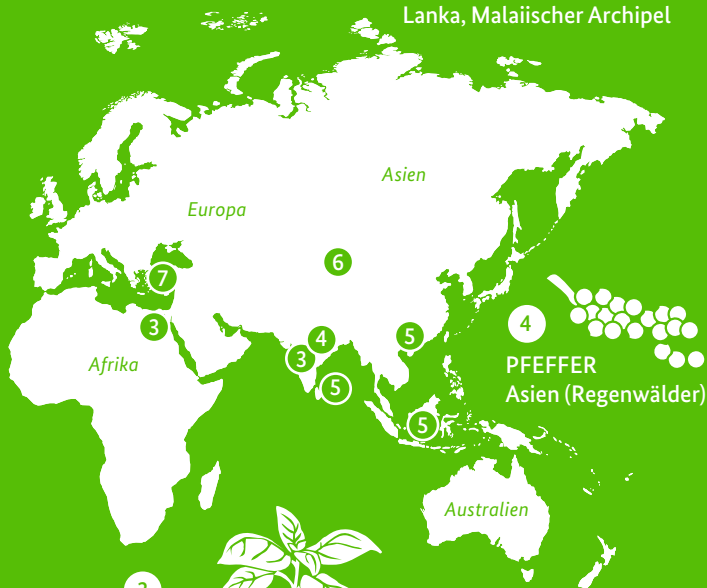 Lanka, Malaiischer Archipel
Asien
Europa
6
7
3
4
5
4
3
Afrika
PFEFFER
5
Asien (Regenwälder)
5
Australien